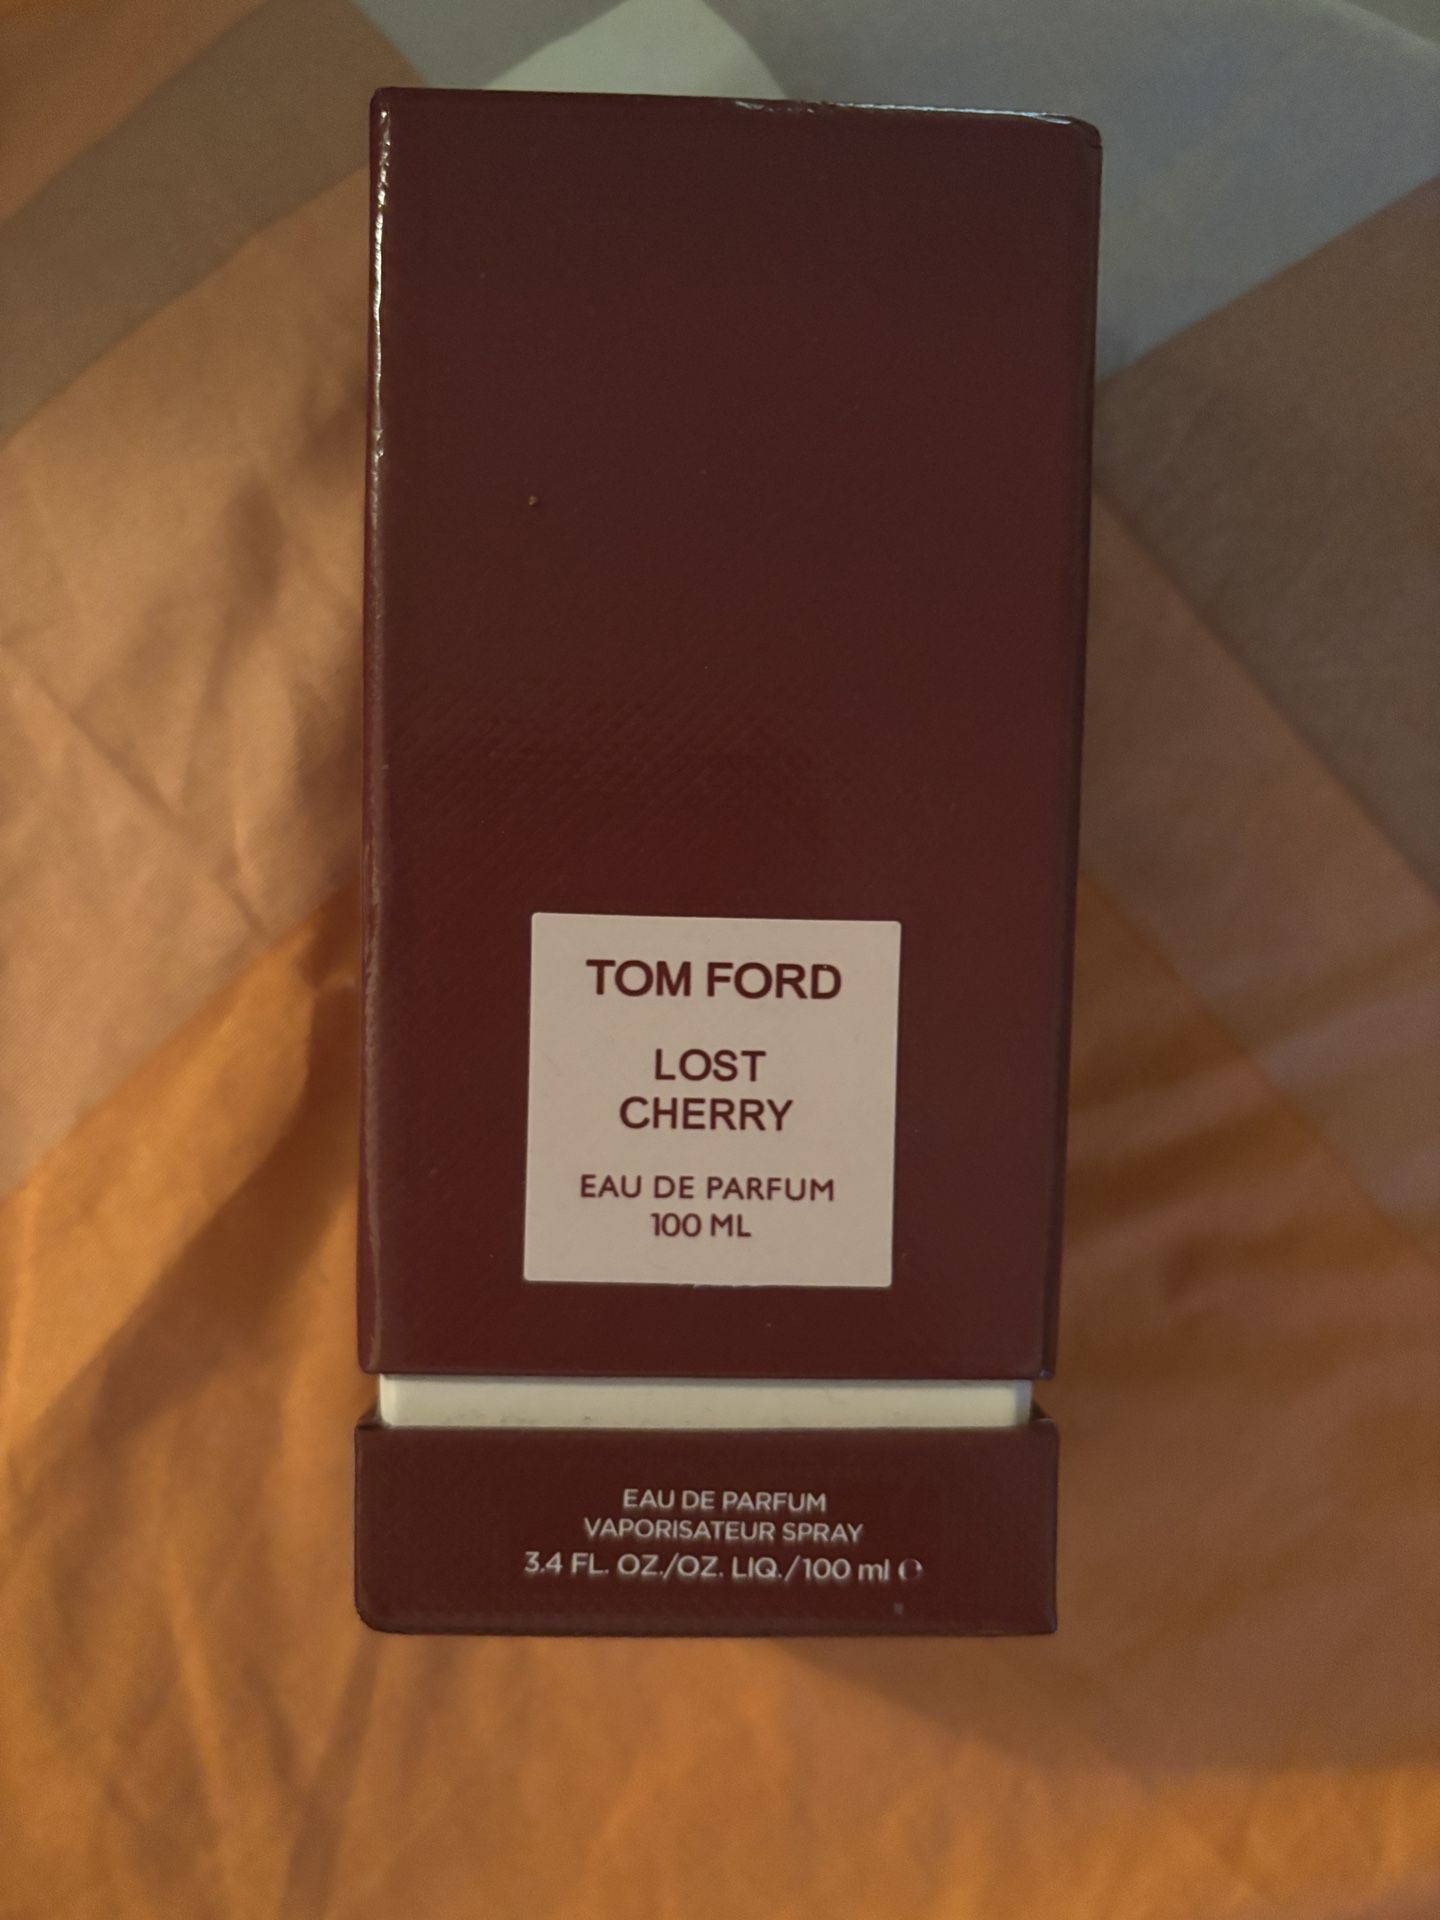 TOM FORD
LOST
CHERRY
EAU DE PARFUM
100 ML
EAU DE PARFUM
VAPORISATEUR SPRAY
3.4 FL. OZ./OZ. LIQ./100 ml ℮